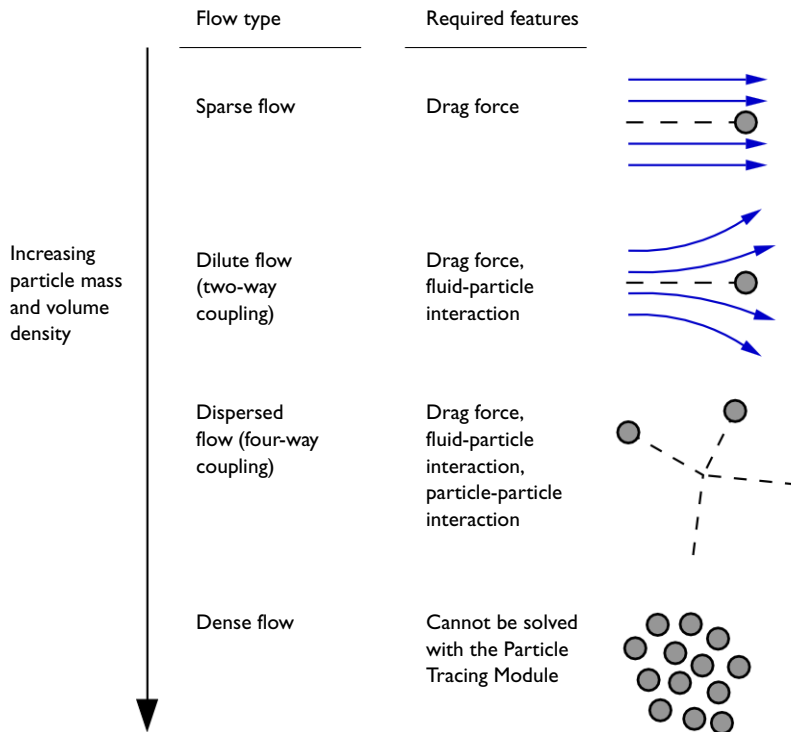 Flow type
Required features
Sparse flow
Drag force
Increasing
particle mass
and volume
density
Dilute flow
(two-way
coupling)
Drag force,
fluid-particle
interaction
Dispersed
flow (four-way
coupling)
Drag force,
fluid-particle
interaction,
particle-particle
interaction
Dense flow
Cannot be solved
with the Particle
Tracing Module